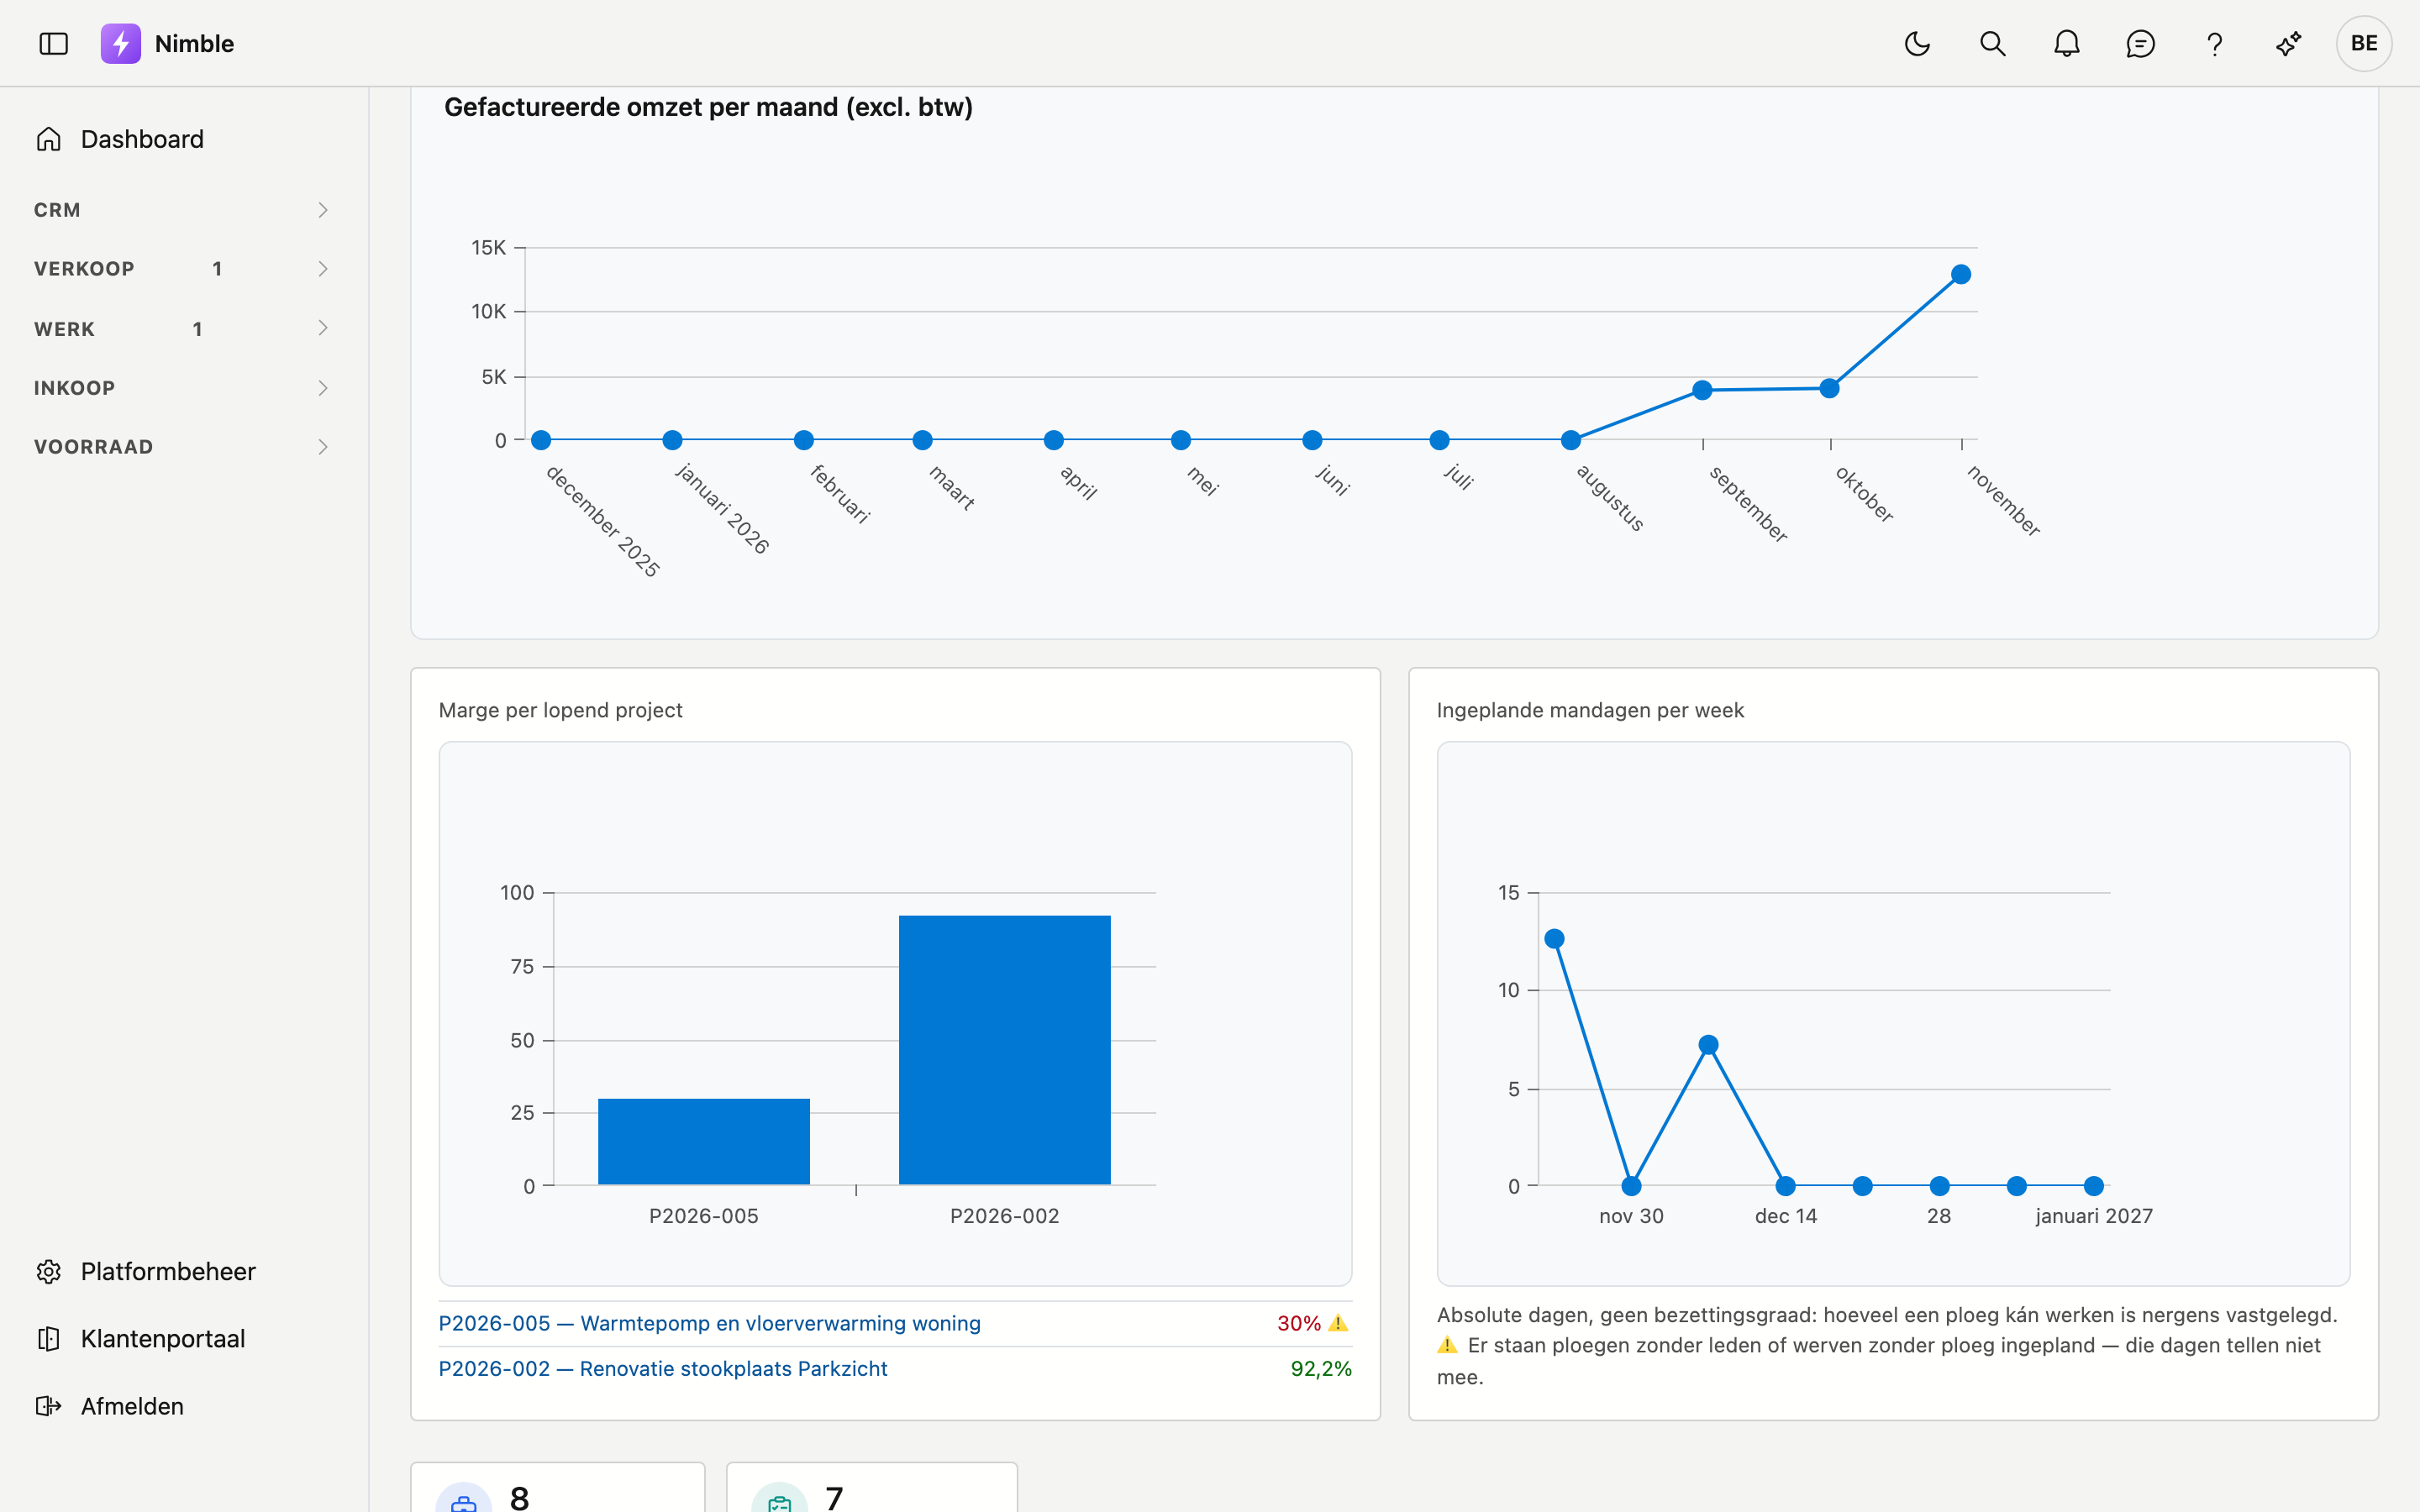 Nimble
BE
Dashboard
CRM
VERKOOP 1
WERK 1
INKOOP
VOORRAAD
Platformbeheer
Klantenportaal
Afmelden
Gefactureerde omzet per maand (excl. btw)
15K
10K
5K
0
december 2025
januari 2026
februari
maart
april
mei
juni
juli
augustus
september
oktober
november
Marge per lopend project
100
75
50
25
0
P2026-005
P2026-002
P2026-005 — Warmtepomp en vloerverwarming woning 30% ⚠️
P2026-002 — Renovatie stookplaats Parkzicht 92,2%
Ingeplande mandagen per week
15
10
5
0
nov 30
dec 14
28
januari 2027
Absolute dagen, geen bezettingsgraad: hoeveel een ploeg kán werken is nergens vastgelegd.
⚠️ Er staan ploegen zonder leden of werven zonder ploeg ingepland — die dagen tellen niet
mee.
8
7